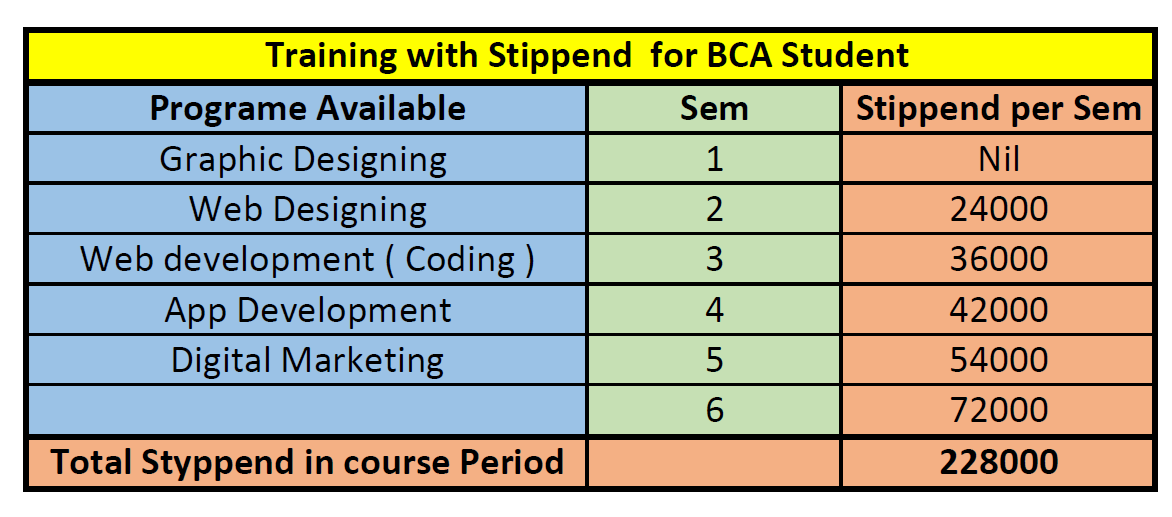 Training with Stippend for BCA Student
Programe Available Sem Stippend per Sem
Graphic Designing 1 Nil
Web Designing 2 24000
Web development ( Coding ) 3 36000
App Development 4 42000
Digital Marketing 5 54000
6 72000
Total Styppend in course Period 228000